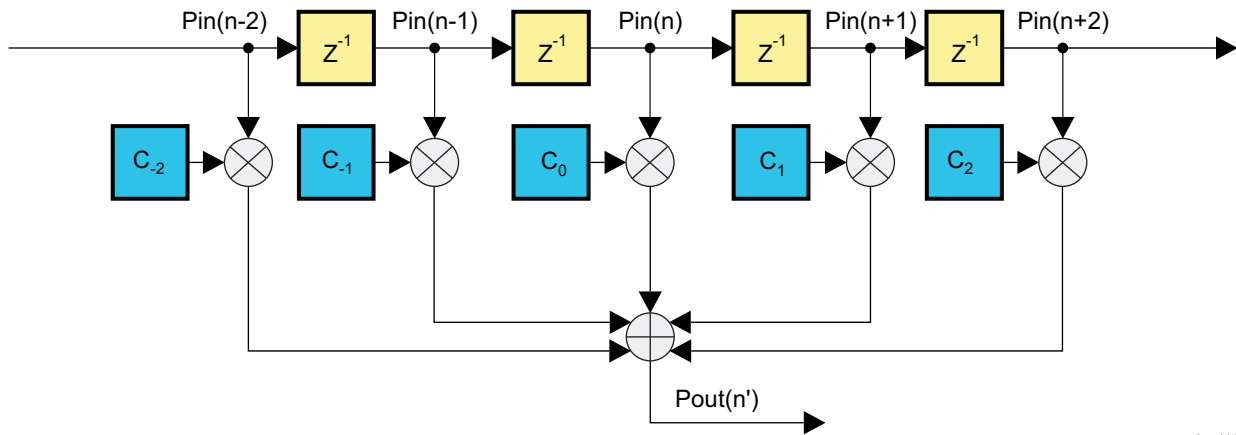 Pin(n-2) Pin(n-1) Pin(n) Pin(n+1) Pin(n+2)
Z⁻¹ Z⁻¹ Z⁻¹ Z⁻¹
C₋₂ C₋₁ C₀ C₁ C₂
Pout(n')